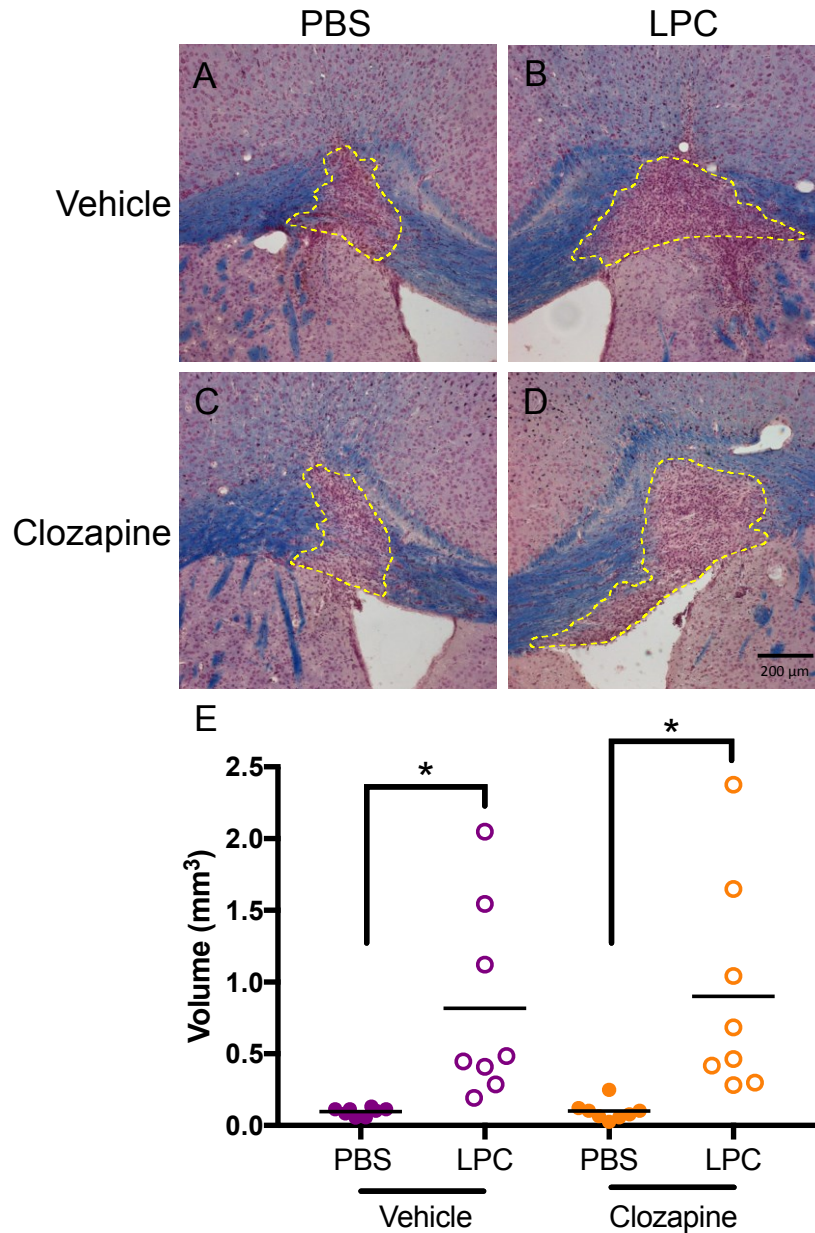 PBS LPC
Vehicle
A B
Clozapine
C D
200 µm
E
* *
Volume (mm³)
2.5
2.0
1.5
1.0
0.5
0.0
PBS LPC PBS LPC
Vehicle Clozapine